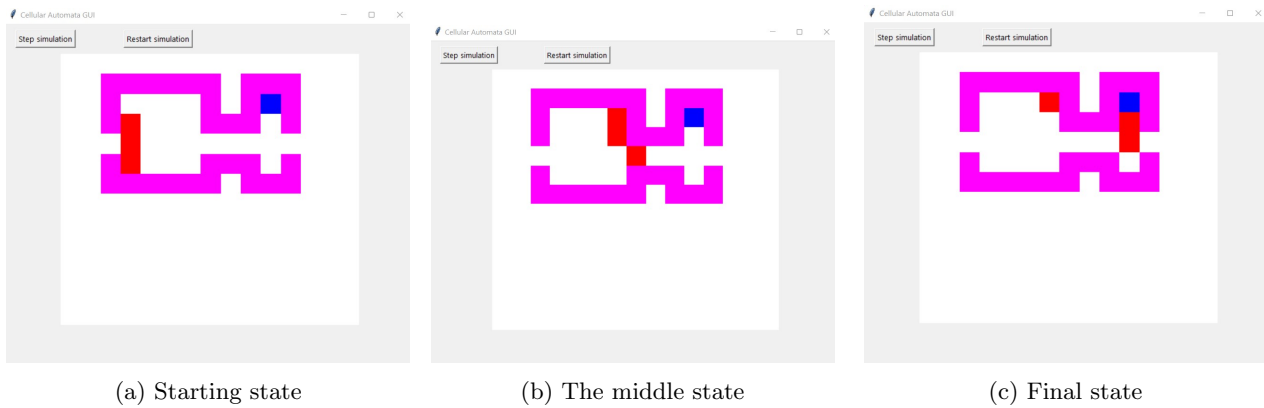 Cellular Automata GUI
Step simulation
Restart simulation
Cellular Automata GUI
Step simulation
Restart simulation
Cellular Automata GUI
Step simulation
Restart simulation
(a) Starting state
(b) The middle state
(c) Final state